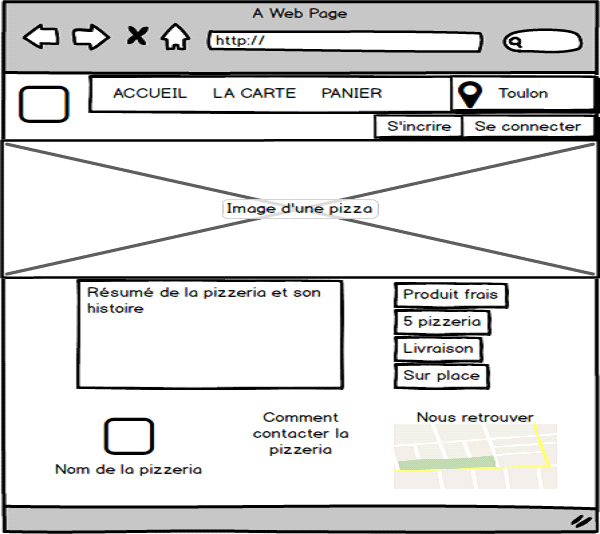 A Web Page
http://
ACCUEIL LA CARTE PANIER
Toulon
S'incrire
Se connecter
Image d'une pizza
Résumé de la pizzeria et son
histoire
Produit frais
5 pizzeria
Livraison
Sur place
Nom de la pizzeria
Comment
contacter la
pizzeria
Nous retrouver